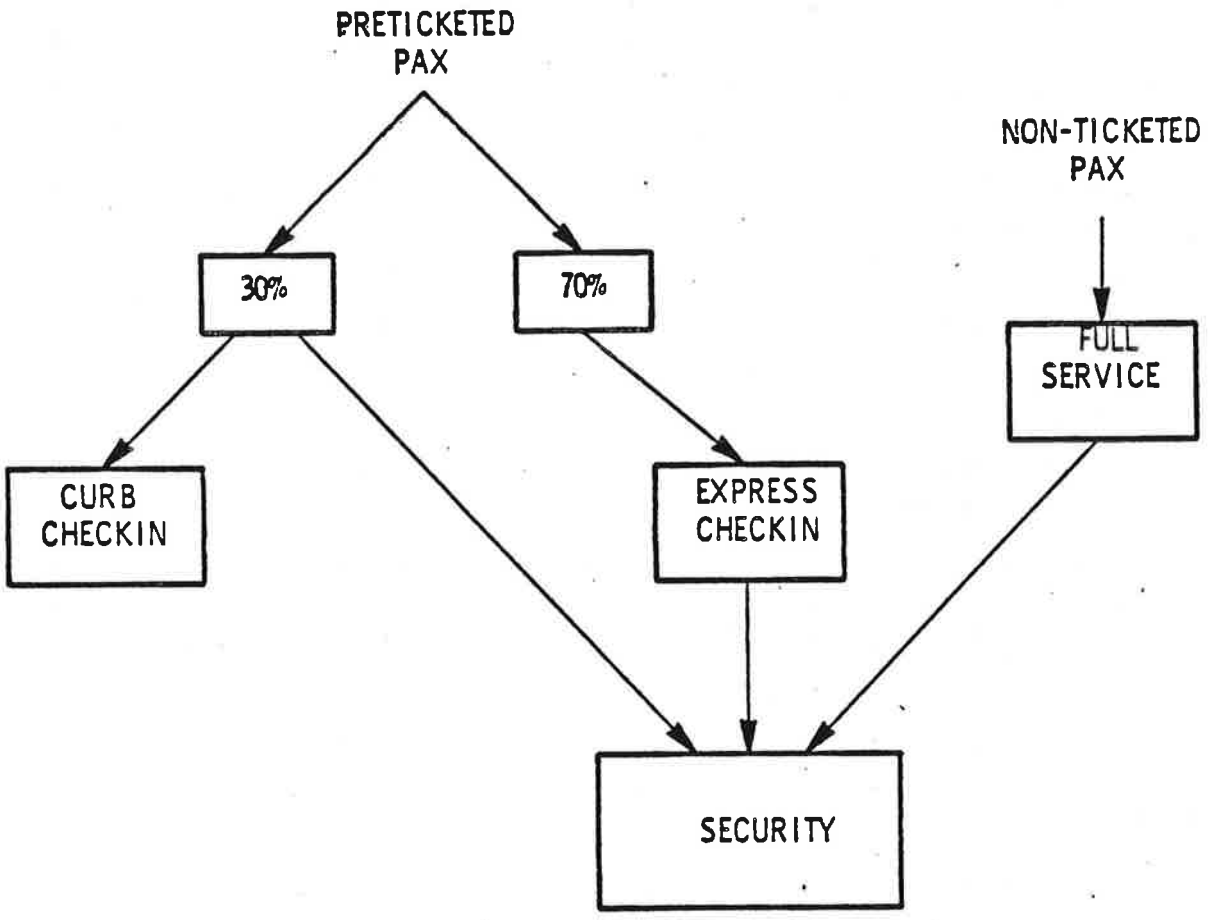 PRETICKETED
PAX
NON-TICKETED
PAX
30%
70%
FULL
SERVICE
CURB
CHECKIN
EXPRESS
CHECKIN
SECURITY